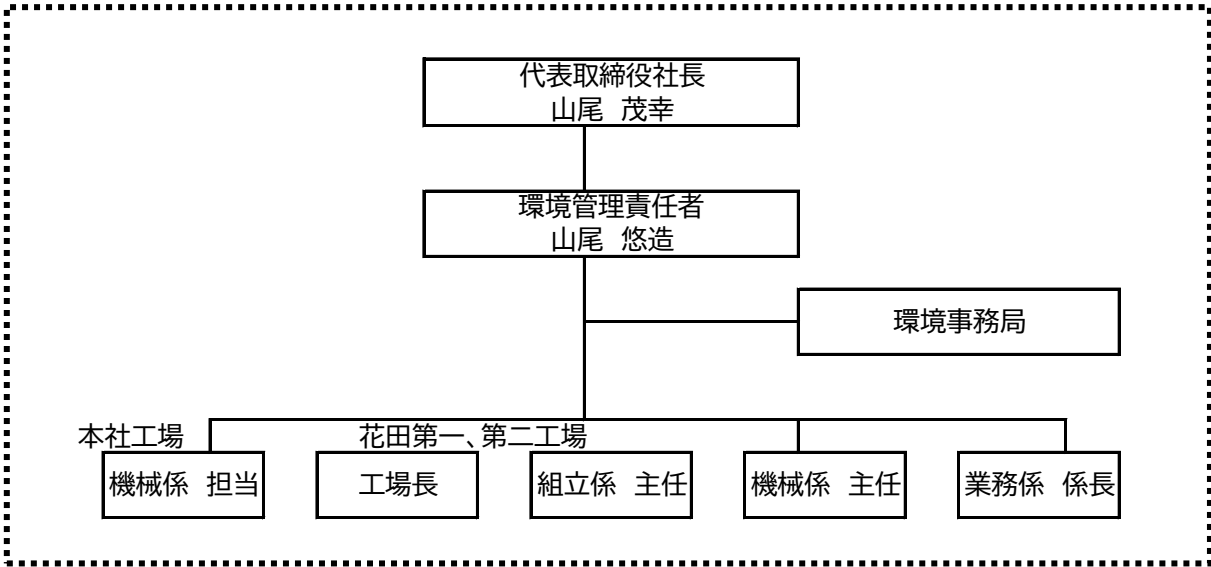 代表取締役社長
山尾 茂幸
環境管理責任者
山尾 悠造
環境事務局
本社工場
花田第一、第二工場
機械係 担当
工場長
組立係 主任
機械係 主任
業務係 係長